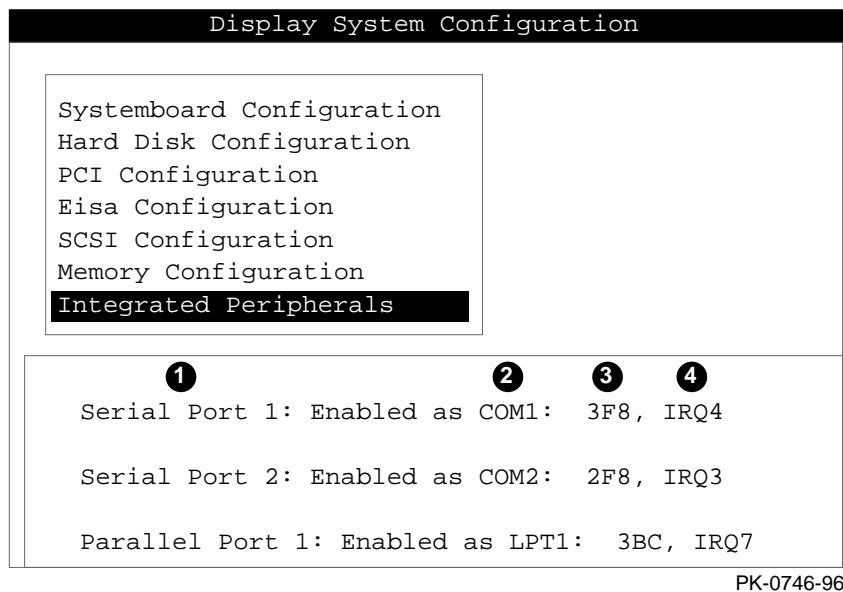 Display System Configuration
Systemboard Configuration
Hard Disk Configuration
PCI Configuration
Eisa Configuration
SCSI Configuration
Memory Configuration
Integrated Peripherals
1 2 3 4
Serial Port 1: Enabled as COM1: 3F8, IRQ4
Serial Port 2: Enabled as COM2: 2F8, IRQ3
Parallel Port 1: Enabled as LPT1: 3BC, IRQ7
PK-0746-96